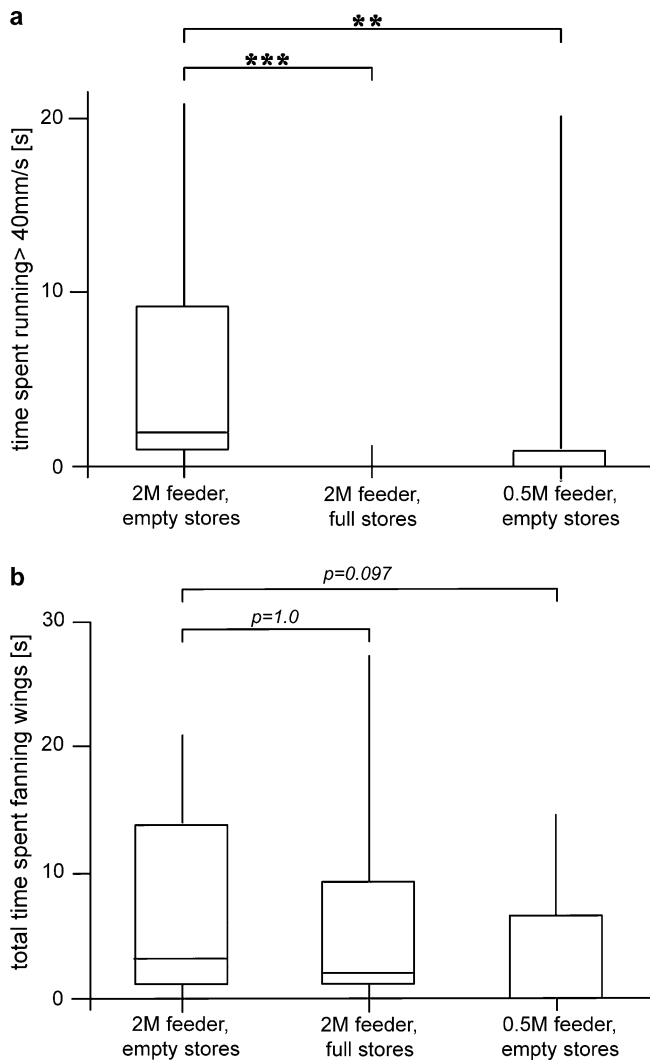 a
**
***
time spent running> 40mm/s [s]
20
10
0
2M feeder,
empty stores
2M feeder,
full stores
0.5M feeder,
empty stores
b
p=0.097
p=1.0
total time spent fanning wings [s]
30
20
10
0
2M feeder,
empty stores
2M feeder,
full stores
0.5M feeder,
empty stores